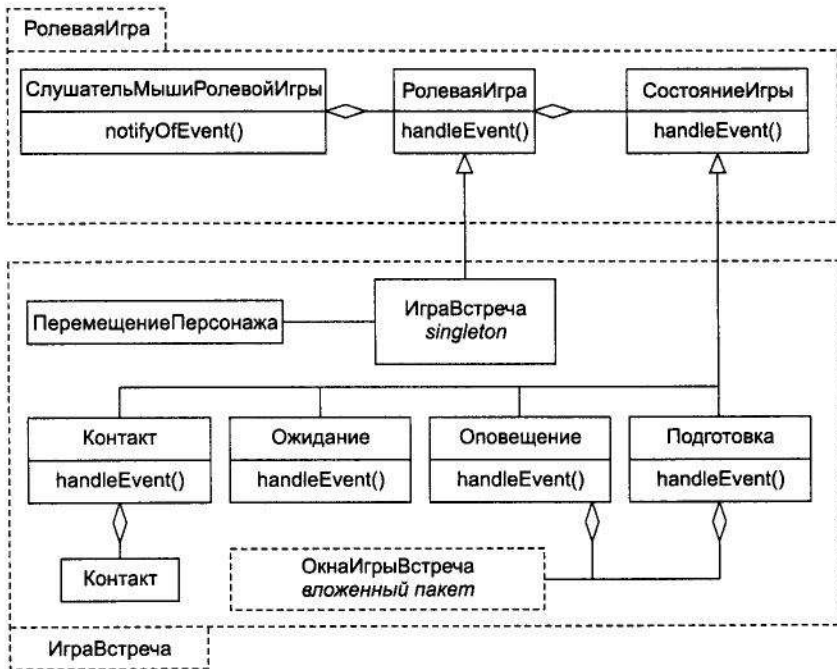 РолеваяИгра
СлушательМышиРолевойИгры
notifyOfEvent()
РолеваяИгра
handleEvent()
СостояниеИгры
handleEvent()
ПеремещениеПерсонажа
ИграВстреча
singleton
Контакт
handleEvent()
Ожидание
handleEvent()
Оповещение
handleEvent()
Подготовка
handleEvent()
Контакт
ОкнаИгрыВстреча
вложенный пакет
ИграВстреча